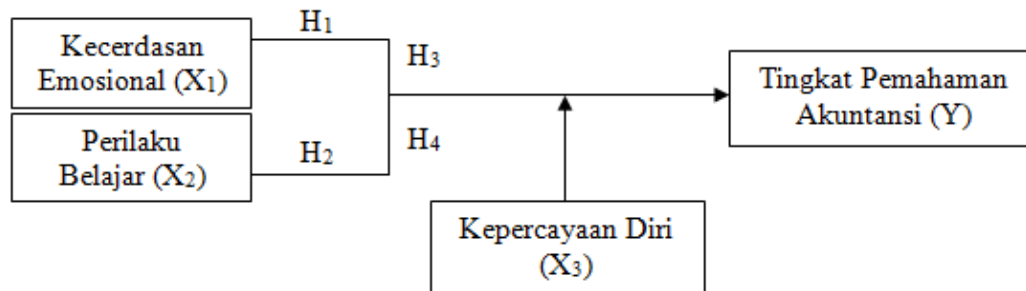 Kecerdasan
Emosional (X₁)
H₁
H₃
Perilaku
Belajar (X₂)
H₂
H₄
Tingkat Pemahaman
Akuntansi (Y)
Kepercayaan Diri
(X₃)